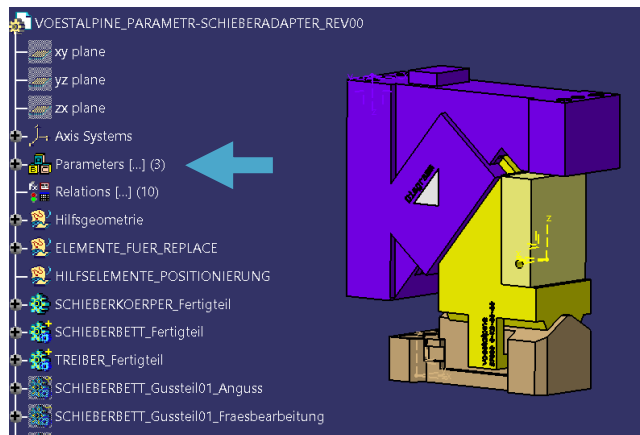 VOESTALPINE_PARAMETR-SCHIEBERADAPTER_REV00
xy plane
yz plane
zx plane
Axis Systems
Parameters [...] (3)
Relations [...] (10)
Hilfsgeometrie
ELEMENTE_FUER_REPLACE
HILFSELEMENTE_POSITIONIERUNG
SCHIEBERKOERPER_Fertigteil
SCHIEBERBETT_Fertigteil
TREIBER_Fertigteil
SCHIEBERBETT_Gussteil01_Anguss
SCHIEBERBETT_Gussteil01_Fraesbearbeitung
Diagramm
z